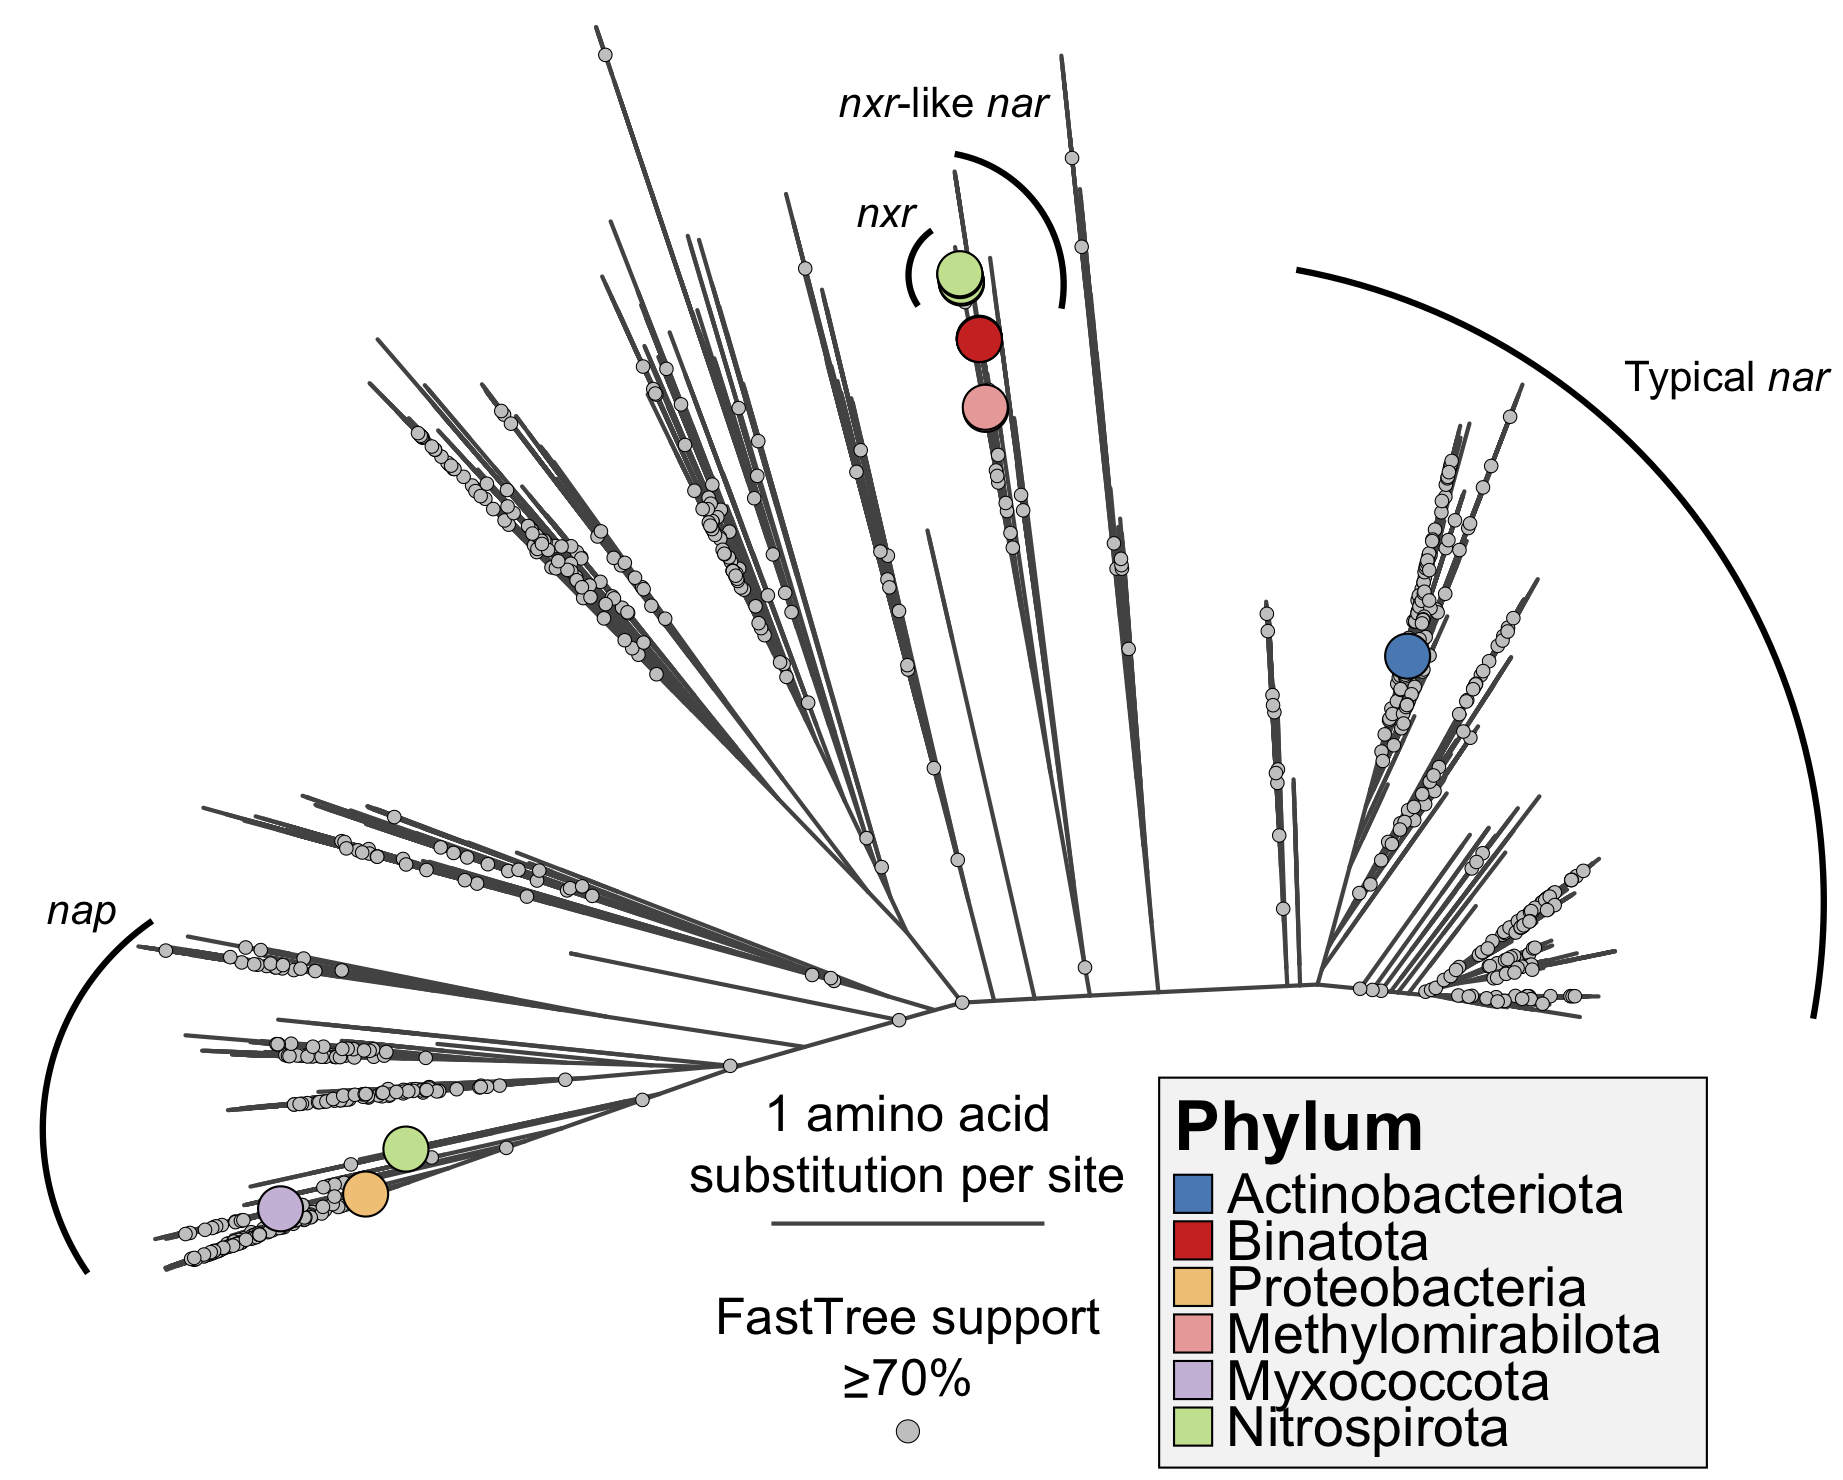 nxr-like nar
nxr
Typical nar
nap
1 amino acid
substitution per site
FastTree support
≥70%
Phylum
Actinobacteriota
Binatota
Proteobacteria
Methylomirabilota
Myxococcota
Nitrospirota